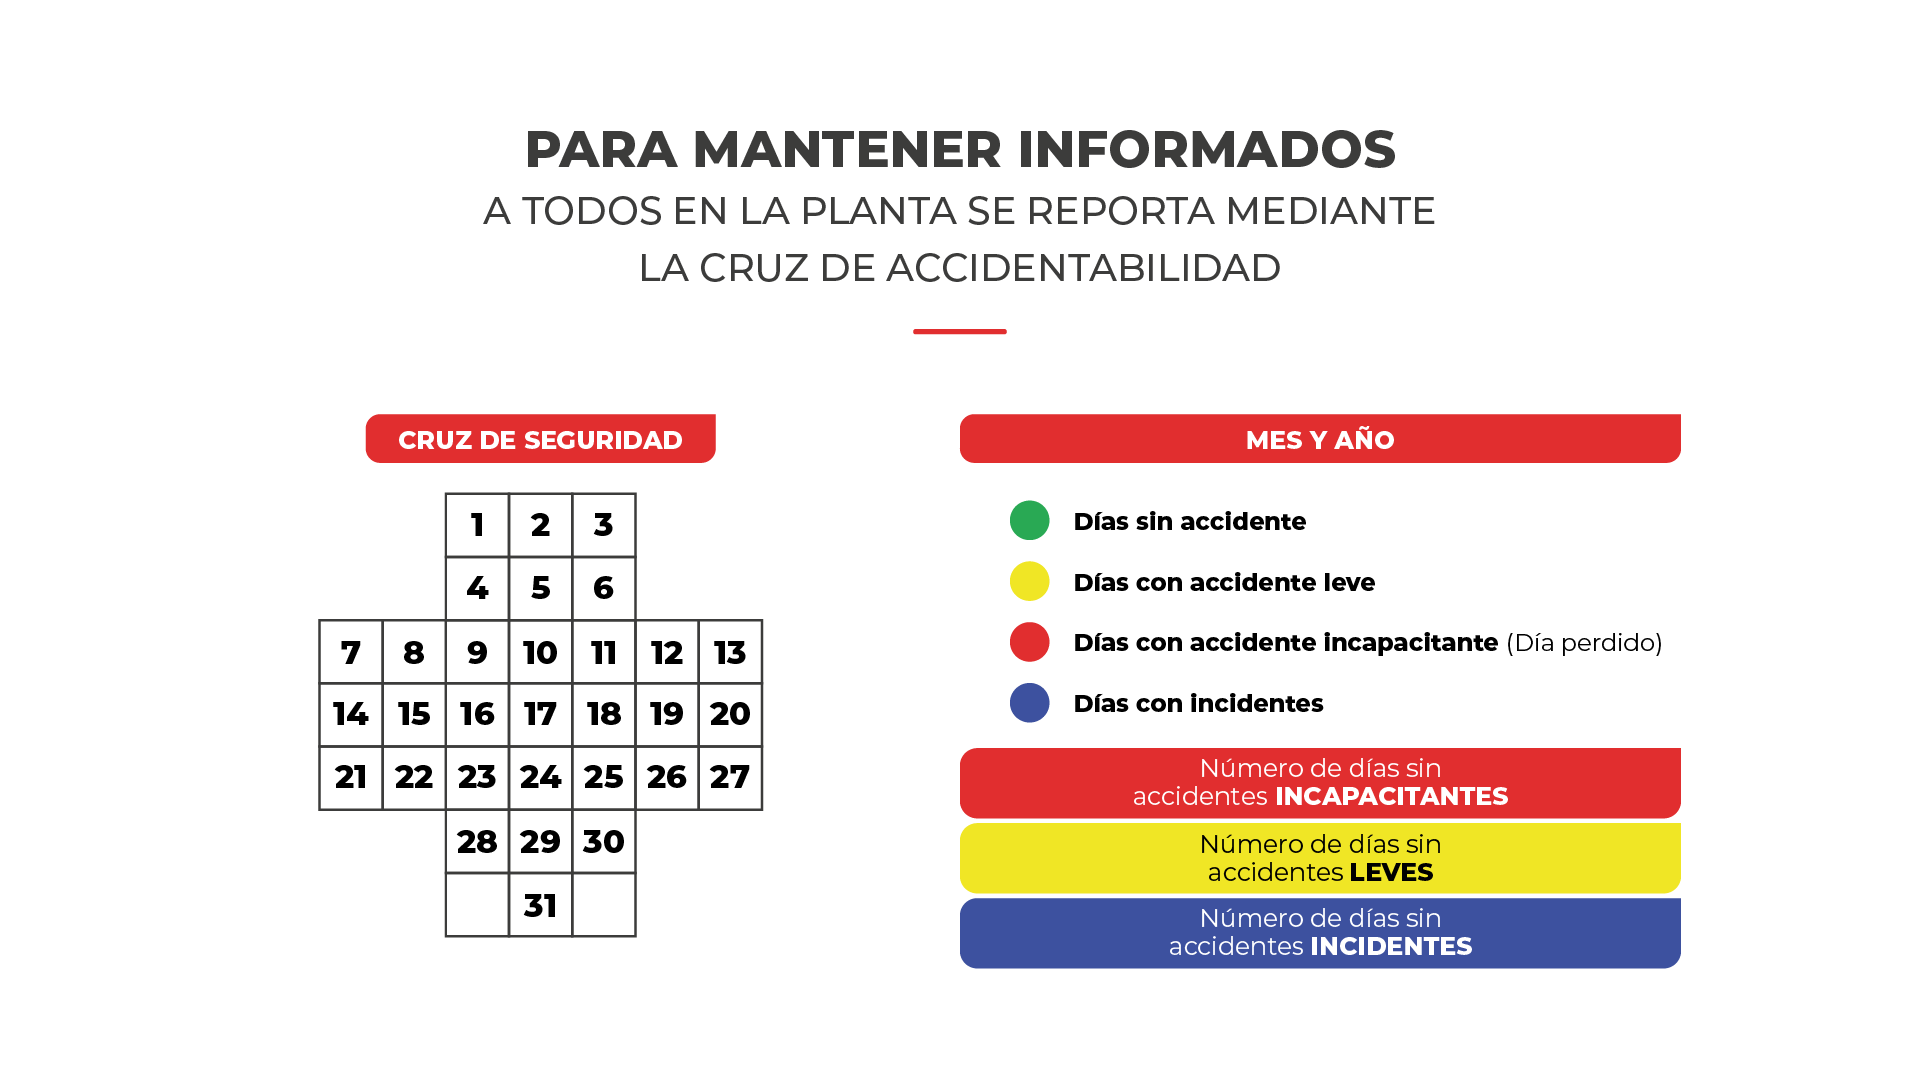 PARA MANTENER INFORMADOS
A TODOS EN LA PLANTA SE REPORTA MEDIANTE
LA CRUZ DE ACCIDENTABILIDAD
CRUZ DE SEGURIDAD
1 2 3
4 5 6
7 8 9 10 11 12 13
14 15 16 17 18 19 20
21 22 23 24 25 26 27
28 29 30
31
MES Y AÑO
Días sin accidente
Días con accidente leve
Días con accidente incapacitante (Día perdido)
Días con incidentes
Número de días sin
accidentes INCAPACITANTES
Número de días sin
accidentes LEVES
Número de días sin
accidentes INCIDENTES